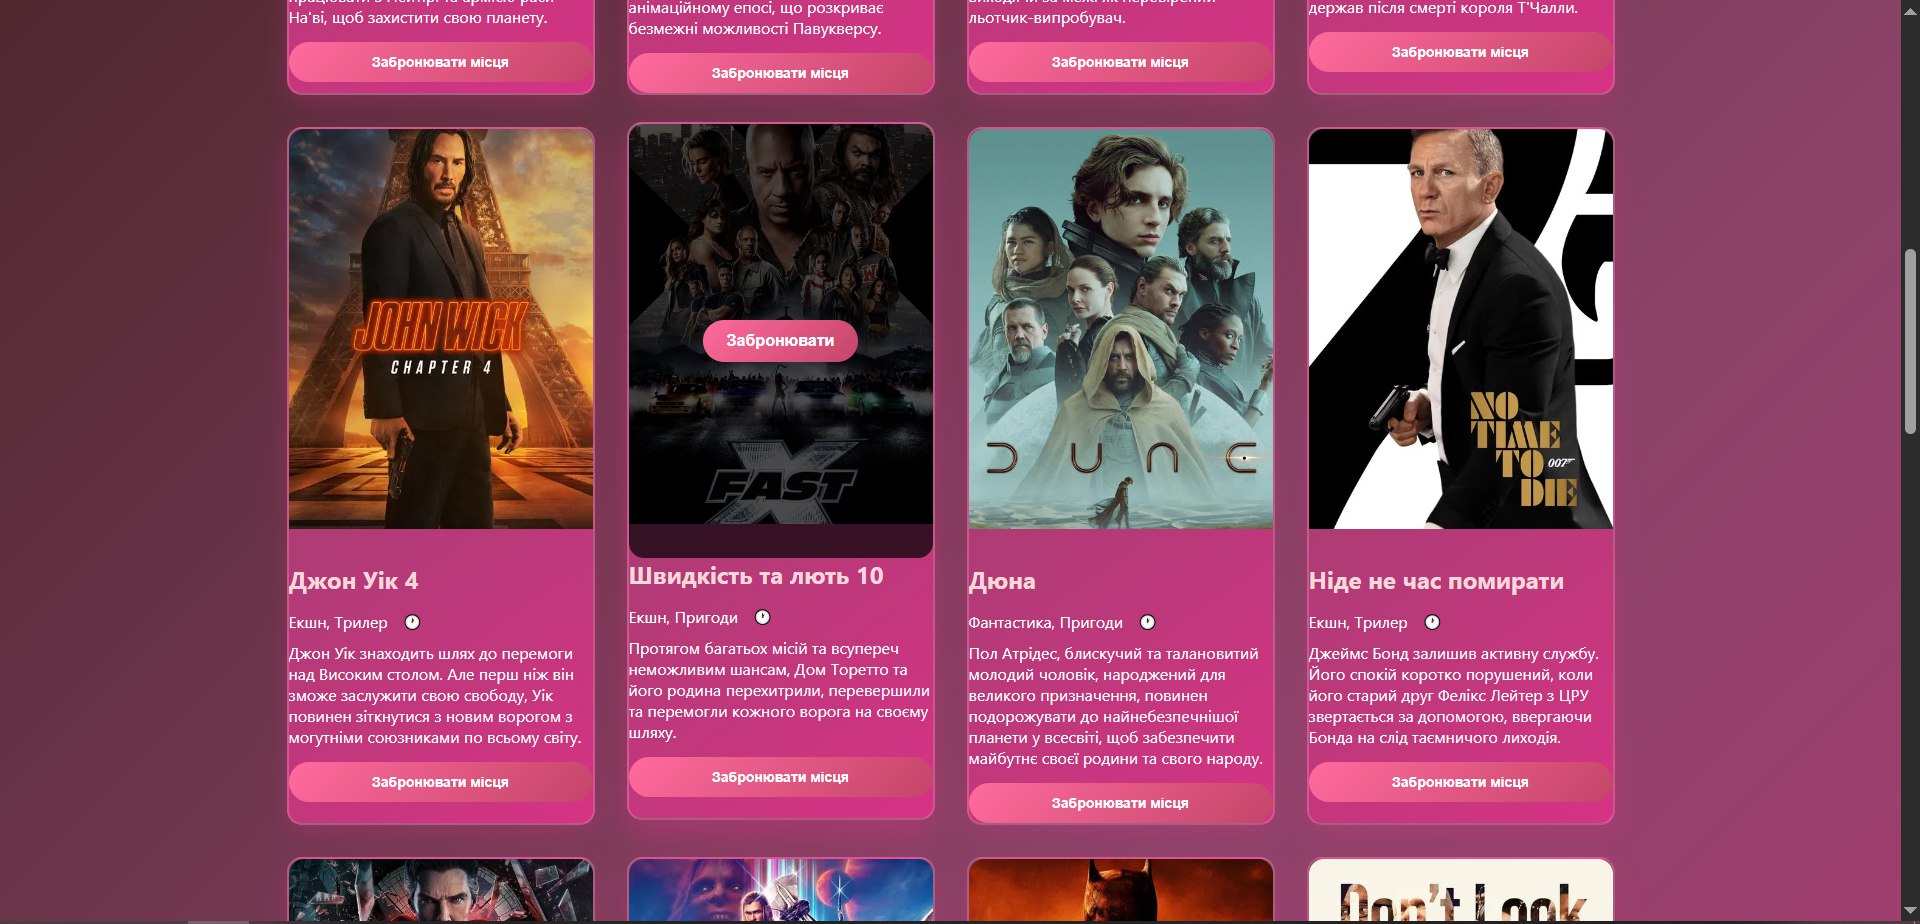 На'ві, щоб захистити свою планету.
Забронювати місця
анімаційному епосі, що розкриває
безмежні можливості Павукверсу.
Забронювати місця
льотчик-випробувач.
Забронювати місця
держав після смерті короля Т'Чалли.
Забронювати місця
JOHN WICK
CHAPTER 4
Джон Уік 4
Екшн, Трилер
Джон Уік знаходить шлях до перемоги
над Високим столом. Але перш ніж він
зможе заслужити свою свободу, Уік
повинен зіткнутися з новим ворогом з
могутніми союзниками по всьому світу.
Забронювати місця
Забронювати
FAST
X
Швидкість та лють 10
Екшн, Пригоди
Протягом багатьох місій та всупереч
неможливим шансам, Дом Торетто та
його родина перехитрили, перевершили
та перемогли кожного ворога на своєму
шляху.
Забронювати місця
DUNE
Дюна
Фантастика, Пригоди
Пол Атрідес, блискучий та талановитий
молодий чоловік, народжений для
великого призначення, повинен
подорожувати до найнебезпечнішої
планети у всесвіті, щоб забезпечити
майбутнє своєї родини та свого народу.
Забронювати місця
NO
TIME
TO 007
DIE
Ніде не час помирати
Екшн, Трилер
Джеймс Бонд залишив активну службу.
Його спокій коротко порушений, коли
його старий друг Фелікс Лейтер з ЦРУ
звертається за допомогою, ввергаючи
Бонда на слід таємничого лиходія.
Забронювати місця
Don't Look